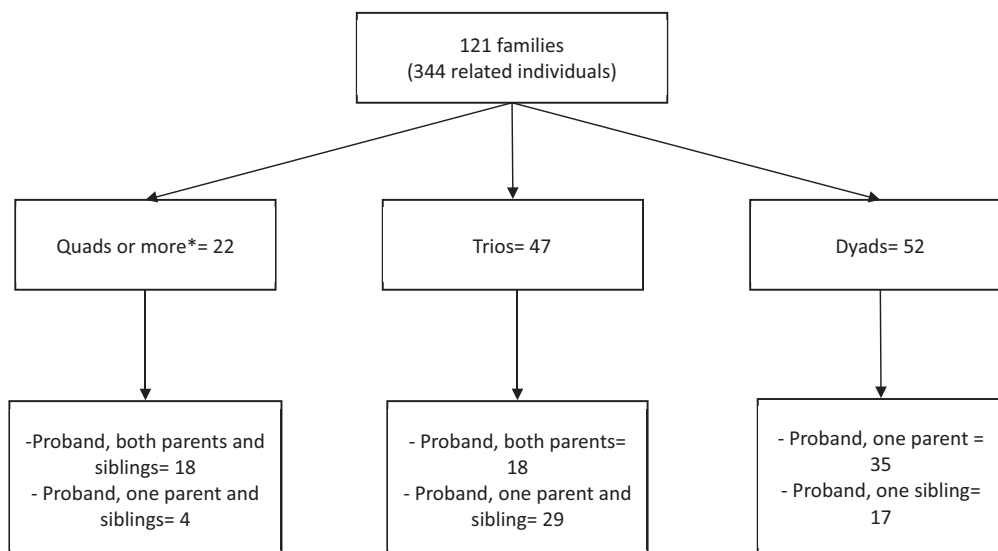 121 families
(344 related individuals)
Quads or more*= 22
Trios= 47
Dyads= 52
-Proband, both parents and
siblings= 18
- Proband, one parent and
siblings= 4
- Proband, both parents=
18
- Proband, one parent and
sibling= 29
- Proband, one parent =
35
- Proband, one sibling=
17